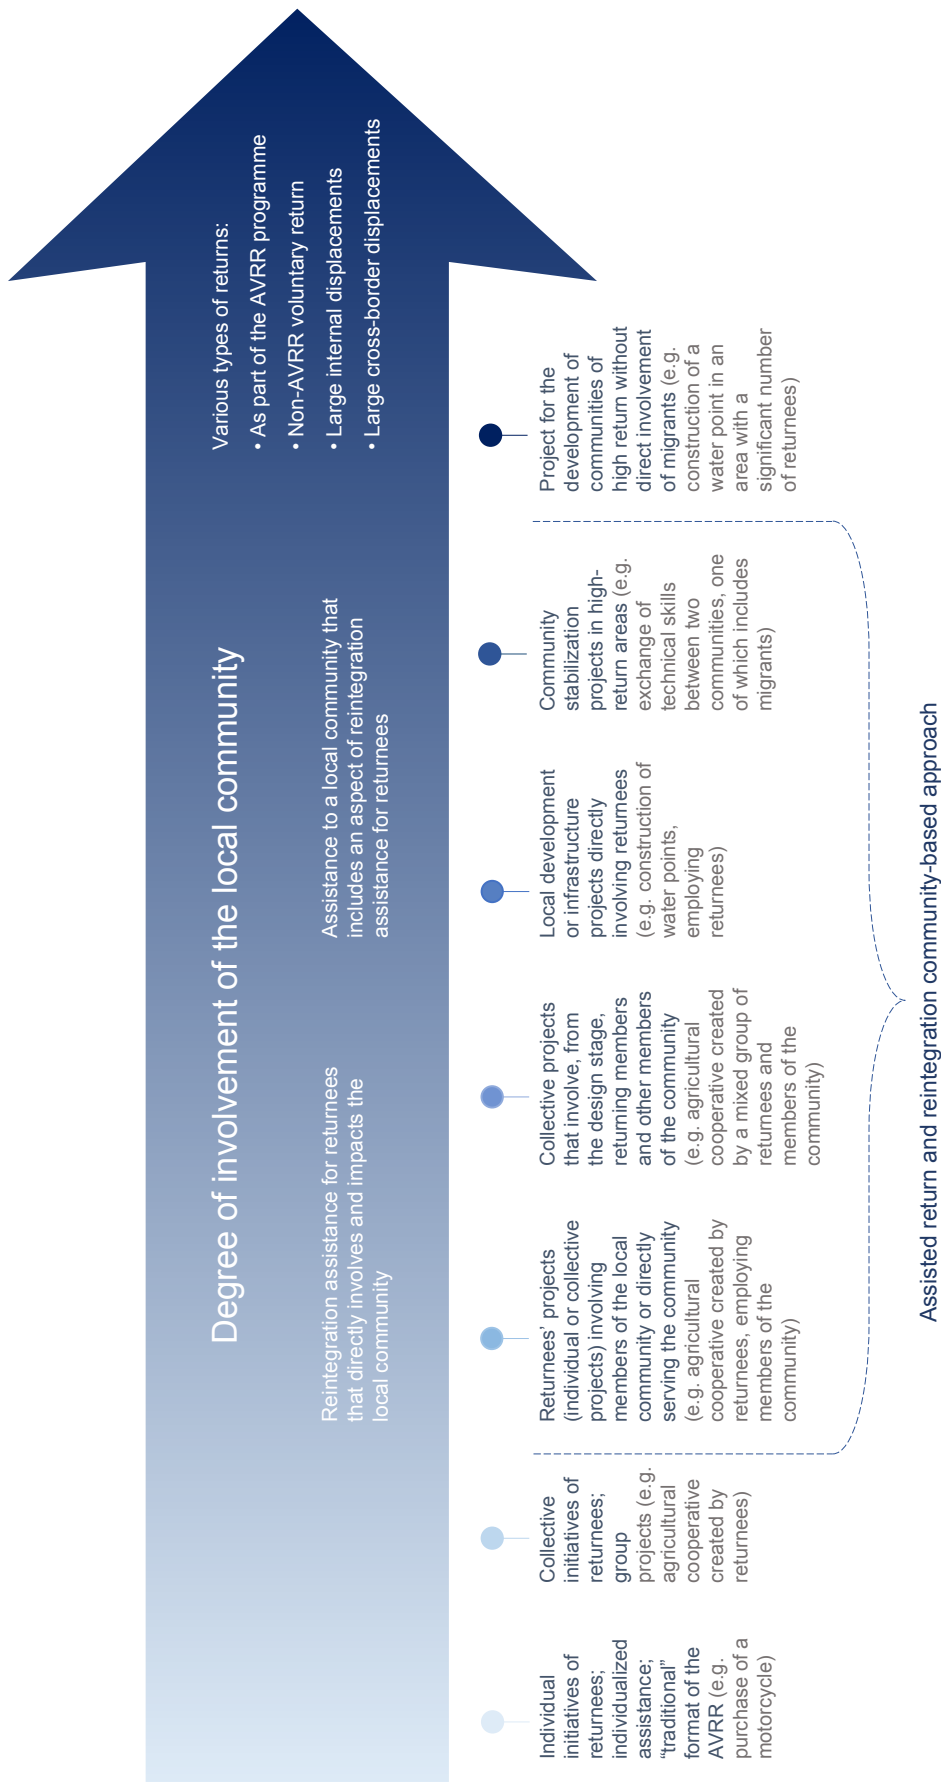 Degree of involvement of the local community
Reintegration assistance for returnees
that directly involves and impacts the
local community
Assistance to a local community that
includes an aspect of reintegration
assistance for returnees
Various types of returns:
• As part of the AVRR programme
• Non-AVRR voluntary return
• Large internal displacements
• Large cross-border displacements
Individual
initiatives of
returnees;
individualized
assistance;
“traditional”
format of the
AVRR (e.g.
purchase of a
motorcycle)
Collective
initiatives of
returnees;
group
projects (e.g.
agricultural
cooperative
created by
returnees)
Returnees’ projects
(individual or collective
projects) involving
members of the local
community or directly
serving the community
(e.g. agricultural
cooperative created by
returnees, employing
members of the
community)
Collective projects
that involve, from
the design stage,
returning members
and other members
of the community
(e.g. agricultural
cooperative created
by a mixed group of
returnees and
members of the
community)
Local development
or infrastructure
projects directly
involving returnees
(e.g. construction of
water points,
employing
returnees)
Community
stabilization
projects in high-
return areas (e.g.
exchange of
technical skills
between two
communities, one
of which includes
migrants)
Project for the
development of
communities of
high return without
direct involvement
of migrants (e.g.
construction of a
water point in an
area with a
significant number
of returnees)
Assisted return and reintegration community-based approach